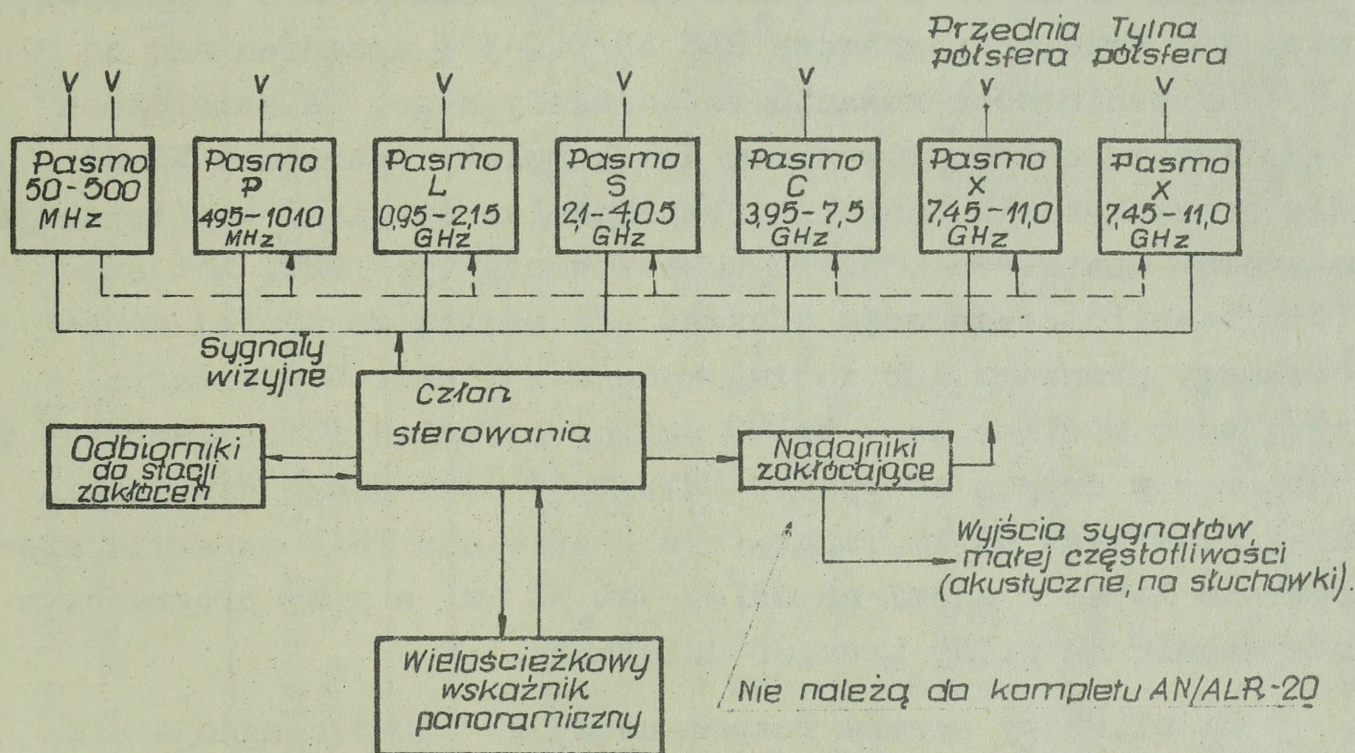 Przednia Tylna
półsfera półsfera
V V V V V V V V
Pasmo
50-500
MHz
Pasmo
P
495-1010
MHz
Pasmo
L
0,95-2,15
GHz
Pasmo
S
2,1-4,05
GHz
Pasmo
C
3,95-7,5
GHz
Pasmo
X
7,45-11,0
GHz
Pasmo
X
7,45-11,0
GHz
Sygnały
wizyjne
Człon
sterowania
Odbiorniki
do stacji
zakłóceń
Nadajniki
zakłócające
Wyjścia sygnałów
małej częstotliwości
(akustyczne, na słuchawki).
Wielościeżkowy
wskaźnik
panoramiczny
Nie należą do kompletu AN/ALR-20